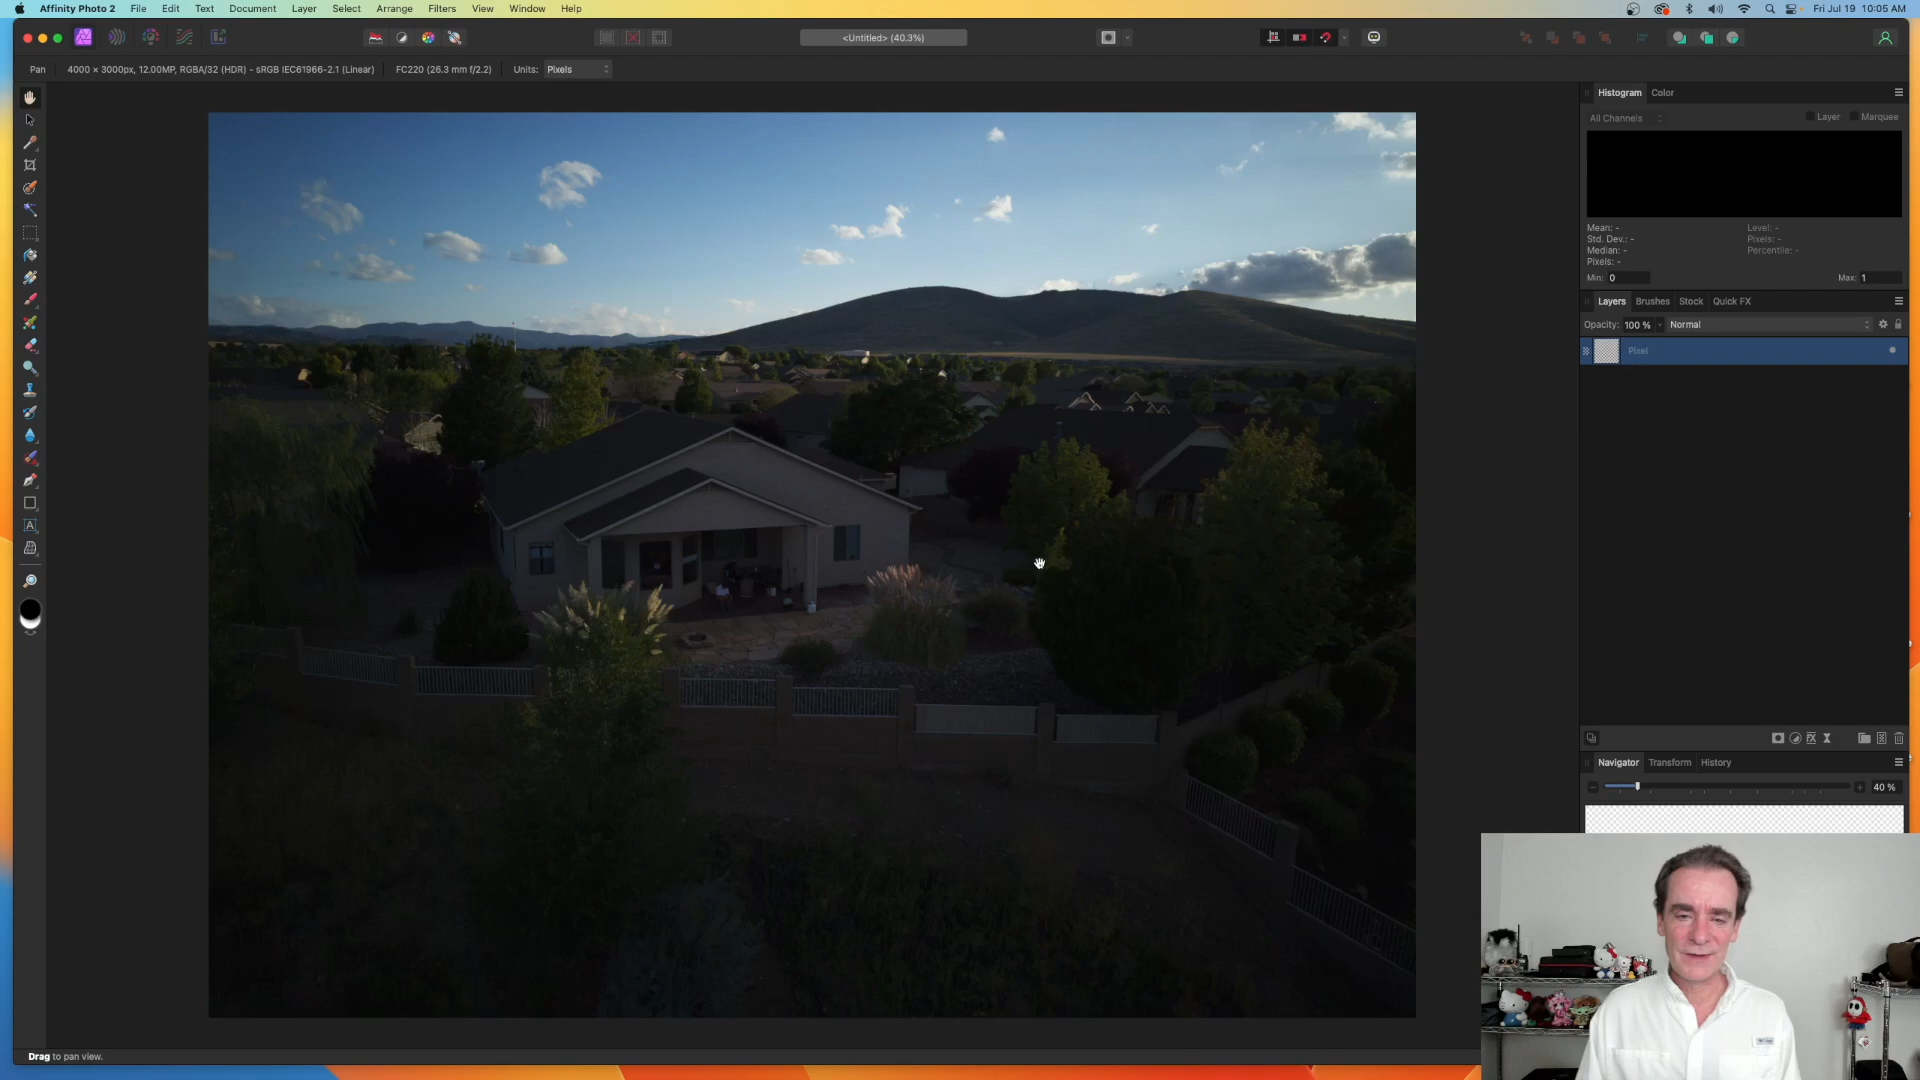 Affinity Photo 2 File Edit Text Document Layer Select Arrange Filters View Window Help Fri Jul 19 10:05 AM
<Untitled> (40.3%)
Pan 4000 × 3000px, 12.00MP, RGBA/32 (HDR) - sRGB IEC61966-2.1 (Linear) FC220 (26.3 mm f/2.2) Units: Pixels
Histogram Color
All Channels Layer Marquee
Mean: - Level: -
Std. Dev.: - Pixels: -
Median: - Percentile: -
Pixels: -
Min: 0 Max: 1
Layers Brushes Stock Quick FX
Opacity: 100 % Normal
Pixel
Navigator Transform History
40 %
Drag to pan view.